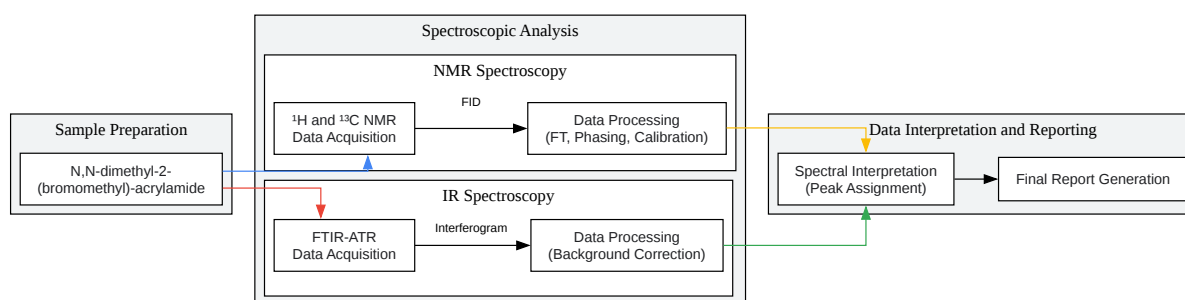 Spectroscopic Analysis
NMR Spectroscopy
¹H and ¹³C NMR
Data Acquisition
FID
Data Processing
(FT, Phasing, Calibration)
Sample Preparation
N,N-dimethyl-2-
(bromomethyl)-acrylamide
IR Spectroscopy
FTIR-ATR
Data Acquisition
Interferogram
Data Processing
(Background Correction)
Data Interpretation and Reporting
Spectral Interpretation
(Peak Assignment)
Final Report Generation